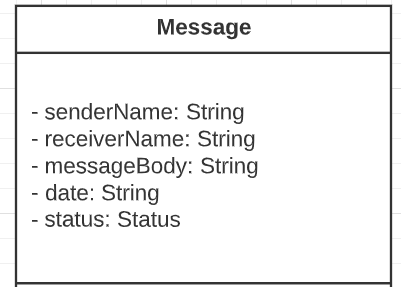 Message
- senderName: String
- receiverName: String
- messageBody: String
- date: String
- status: Status